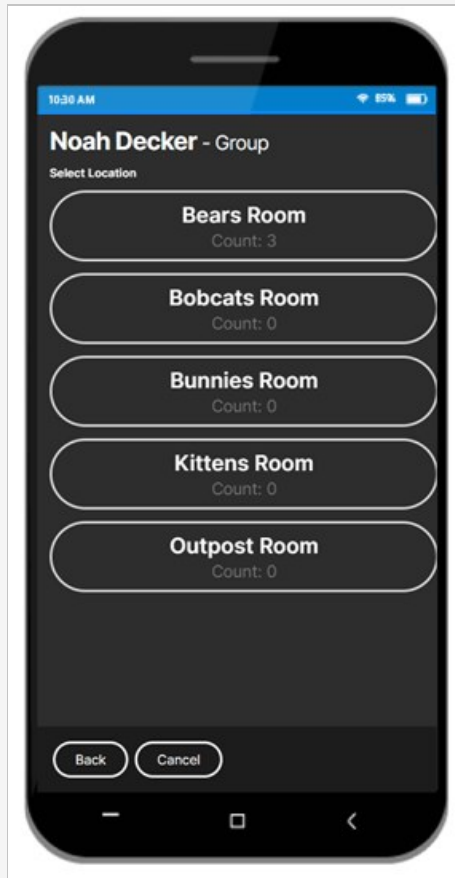 10:30 AM 85%
Noah Decker - Group
Select Location
Bears Room
Count: 3
Bobcats Room
Count: 0
Bunnies Room
Count: 0
Kittens Room
Count: 0
Outpost Room
Count: 0
Back Cancel